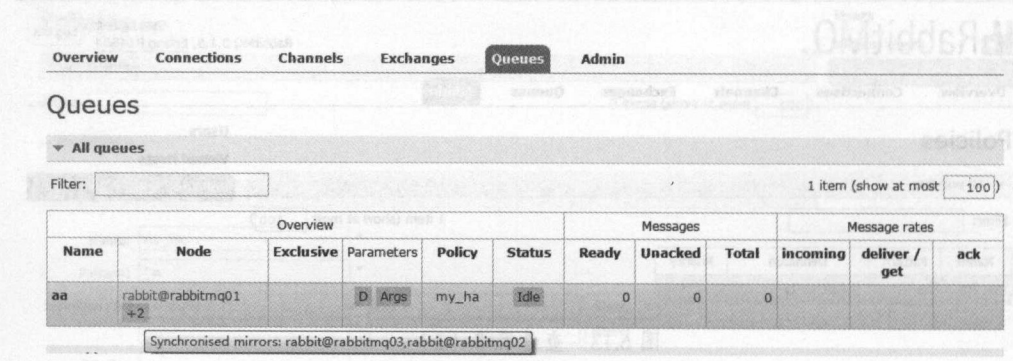 Overview Connections Channels Exchanges Queues Admin
Queues
All queues
Filter: 1 item (show at most 100)
Overview Messages Message rates
Name Node Exclusive Parameters Policy Status Ready Unacked Total incoming deliver / get ack
aa rabbit@rabbitmq01 +2 D Args my_ha Idle 0 0 0
Synchronised mirrors: rabbit@rabbitmq03,rabbit@rabbitmq02